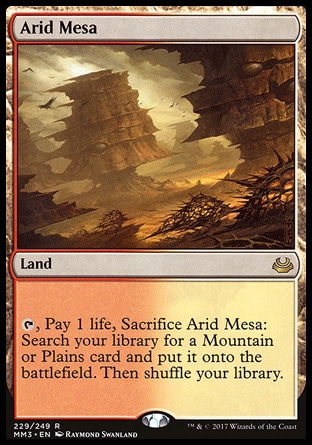 Arid Mesa
Land
, Pay 1 life, Sacrifice Arid Mesa:
Search your library for a Mountain
or Plains card and put it onto the
battlefield. Then shuffle your library.
229/249 R
MM3 • EN Raymond Swanland
™ & © 2017 Wizards of the Coast